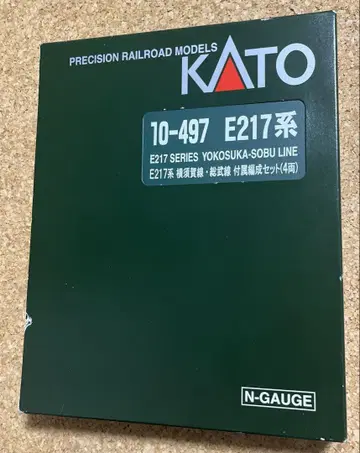 PRECISION RAILROAD MODELS
KATO
10-497 E217系
E217 SERIES YOKOSUKA-SOBU LINE
E217系 横須賀線・総武線 付属編成セット(4両)
N-GAUGE